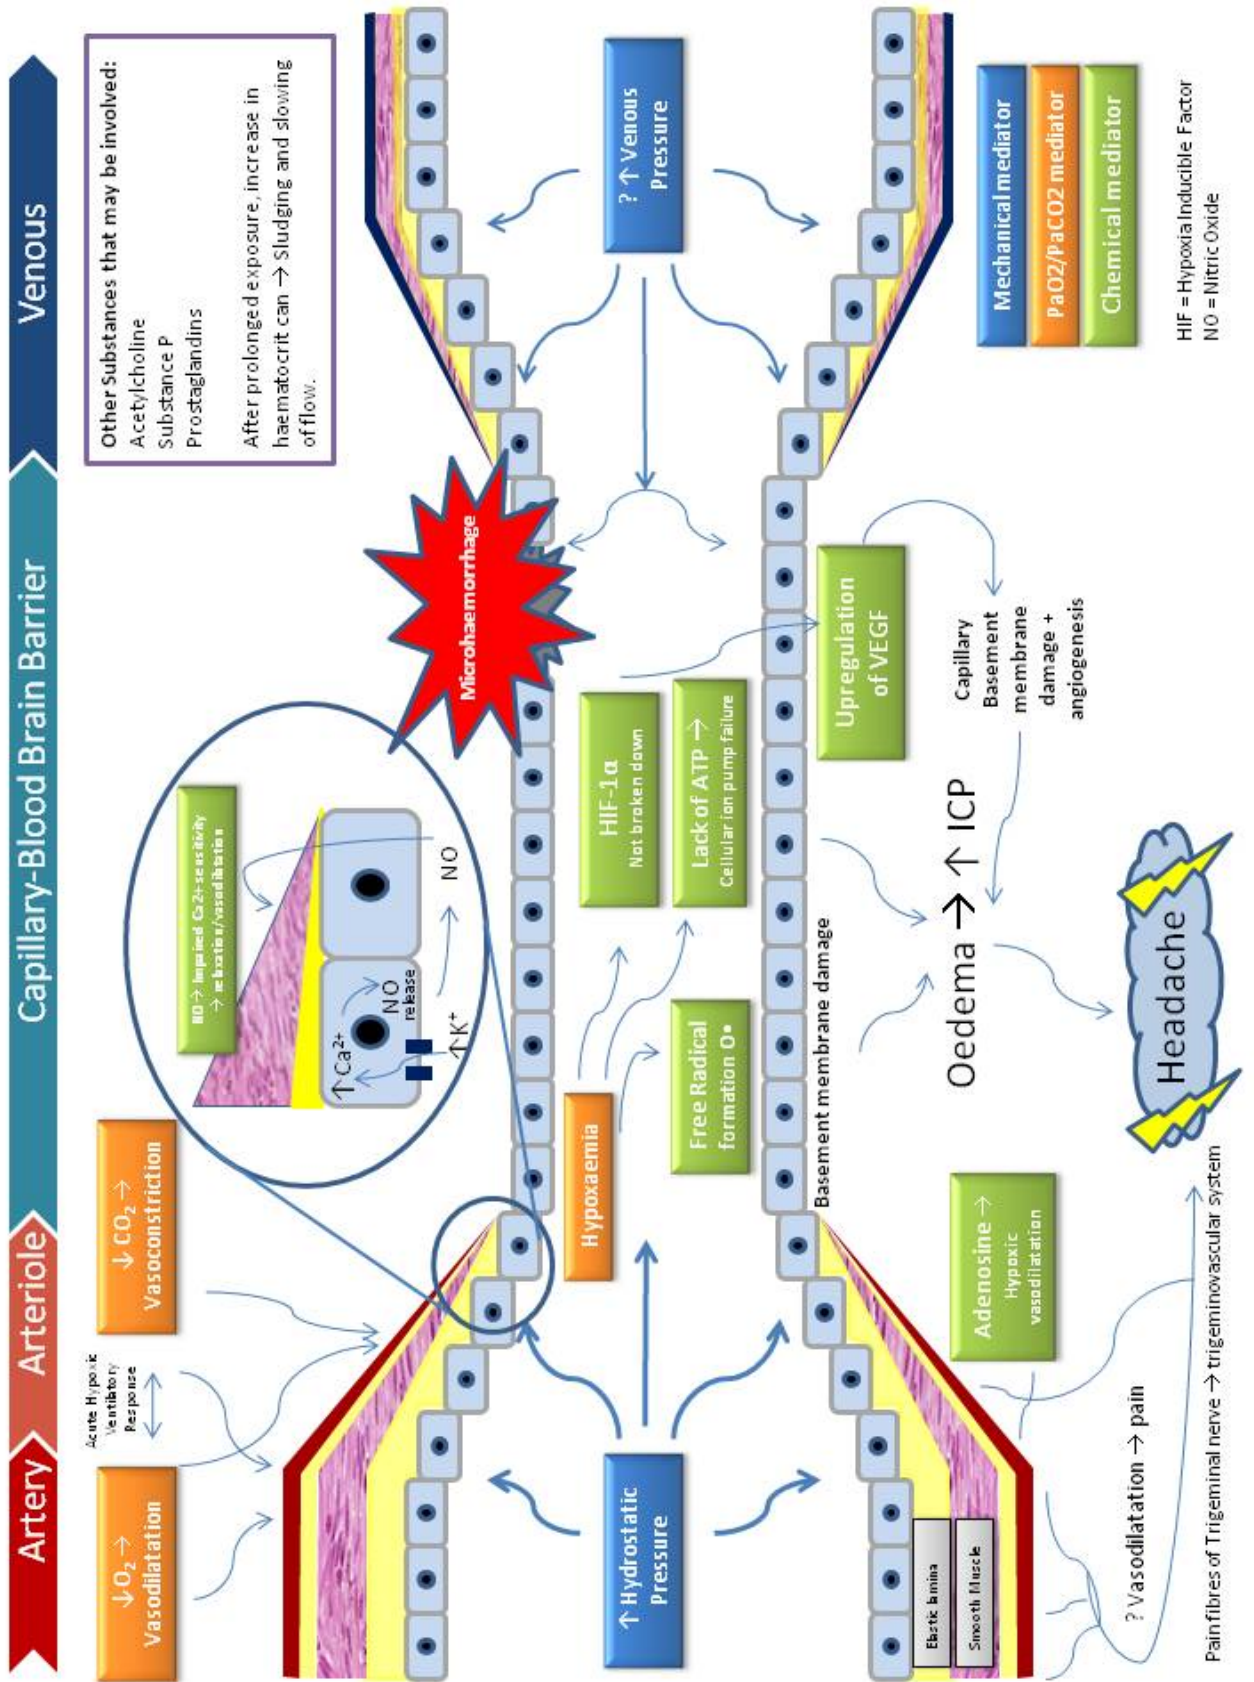 Artery
Arteriole
Capillary-Blood Brain Barrier
Venous
↓O₂ →
Vasodilatation
Acute Hypoxic
Ventilatory
Response
↓ CO₂ →
Vasoconstriction
NO → Impaired Ca2+ sensitivity
→ relaxation/vasodilatation
↑Ca²⁺
NO
release
↑K⁺
NO
Other Substances that may be involved:
Acetylcholine
Substance P
Prostaglandins
After prolonged exposure, increase in
haematocrit can → Sludging and slowing
of flow.
Microhaemorrhage
↑ Hydrostatic
Pressure
Hypoxaemia
HIF-1α
Not broken down
Lack of ATP →
Cellular ion pump failure
Free Radical
formation O•
? ↑ Venous
Pressure
Basement membrane damage
Upregulation
of VEGF
Capillary
Basement
membrane
damage +
angiogenesis
Oedema → ↑ ICP
Headache
Elastic lamina
Smooth Muscle
Adenosine →
Hypoxic
vasodilatation
? Vasodilatation → pain
Pain fibres of Trigeminal nerve → trigeminovascular system
Mechanical mediator
PaO2/PaCO2 mediator
Chemical mediator
HIF = Hypoxia Inducible Factor
NO = Nitric Oxide